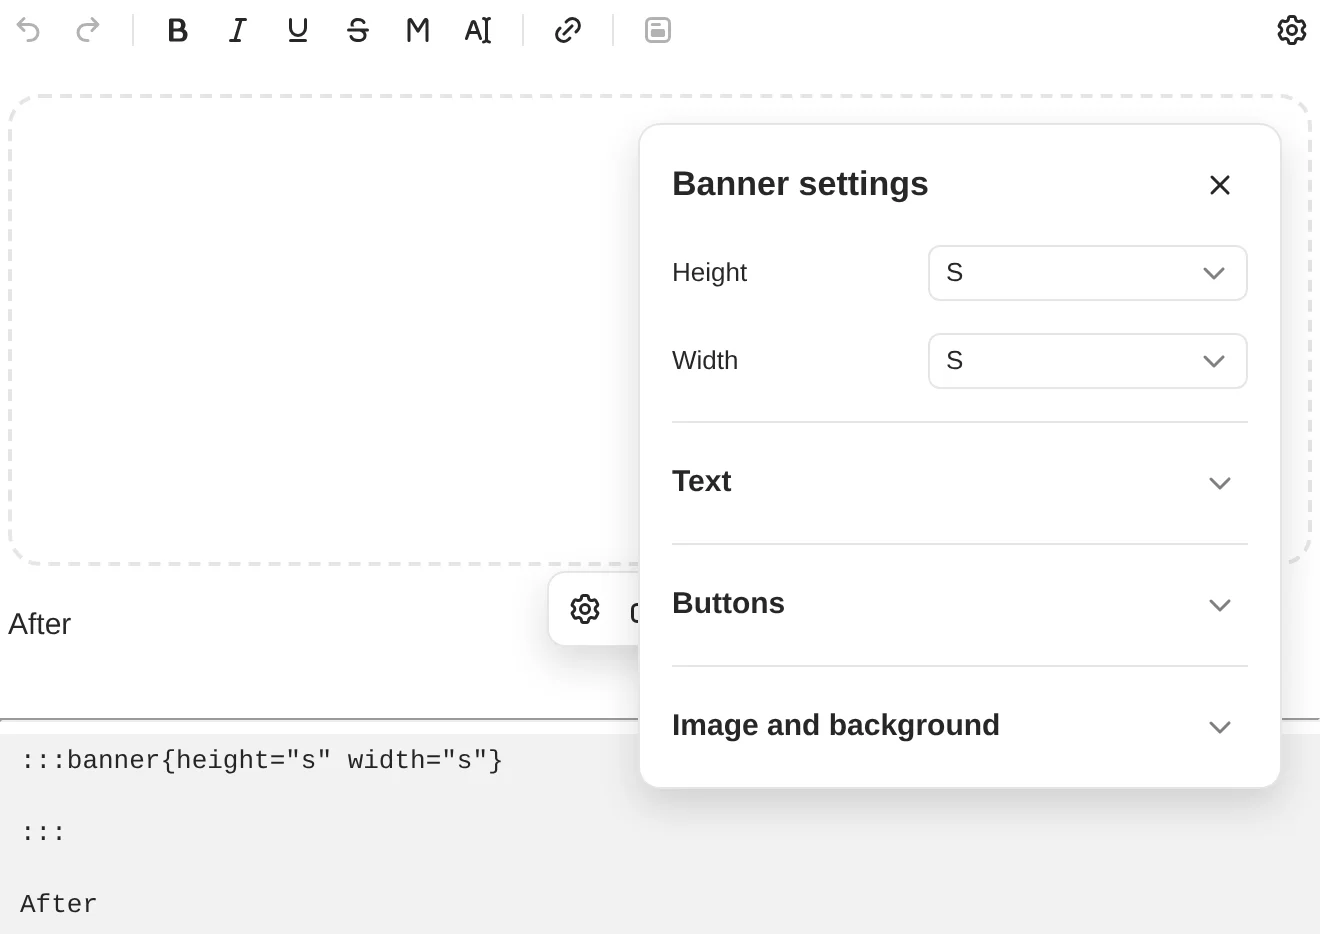 Banner settings
Height
S
Width
S
Text
Buttons
Image and background
After
:::banner{height="s" width="s"}
:::
After